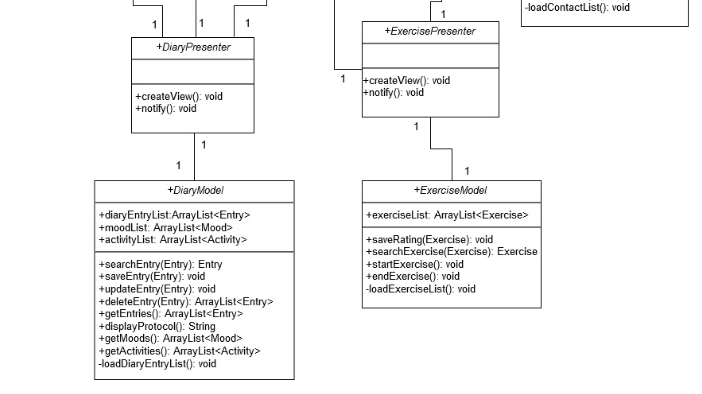 -loadContactList(): void
1
1
1
1
+DiaryPresenter
+createView(): void
+notify(): void
+ExercisePresenter
1
+createView(): void
+notify(): void
1
1
1
1
+DiaryModel
+diaryEntryList:ArrayList<Entry>
+moodList: ArrayList<Mood>
+activityList: ArrayList<Activity>
+searchEntry(Entry): Entry
+saveEntry(Entry): void
+updateEntry(Entry): void
+deleteEntry(Entry): ArrayList<Entry>
+getEntries(): ArrayList<Entry>
+displayProtocol(): String
+getMoods(): ArrayList<Mood>
+getActivities(): ArrayList<Activity>
-loadDiaryEntryList(): void
+ExerciseModel
+exerciseList: ArrayList<Exercise>
+saveRating(Exercise): void
+searchExercise(Exercise): Exercise
+startExercise(): void
+endExercise(): void
-loadExerciseList(): void